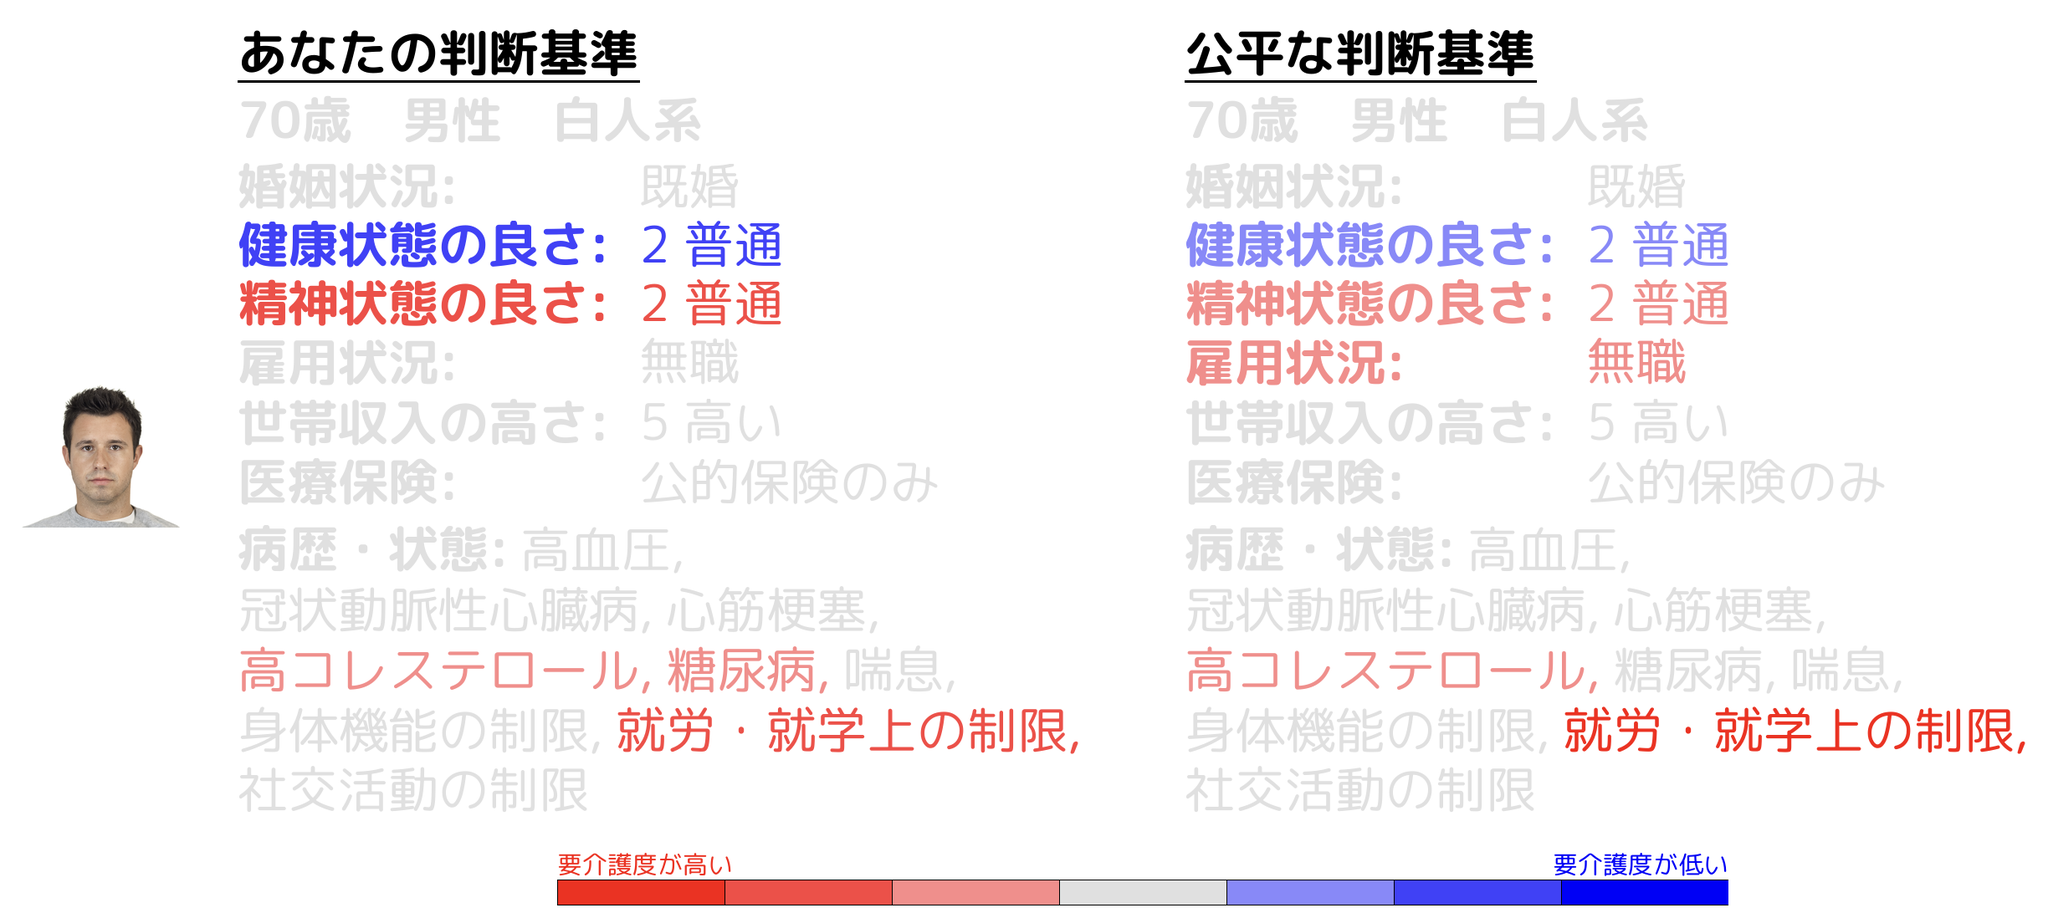 あなたの判断基準
70歳　男性　白人系
婚姻状況: 既婚
健康状態の良さ: 2 普通
精神状態の良さ: 2 普通
雇用状況: 無職
世帯収入の高さ: 5 高い
医療保険: 公的保険のみ
病歴・状態: 高血圧,
冠状動脈性心臓病, 心筋梗塞,
高コレステロール, 糖尿病, 喘息,
身体機能の制限, 就労・就学上の制限,
社交活動の制限
公平な判断基準
70歳　男性　白人系
婚姻状況: 既婚
健康状態の良さ: 2 普通
精神状態の良さ: 2 普通
雇用状況: 無職
世帯収入の高さ: 5 高い
医療保険: 公的保険のみ
病歴・状態: 高血圧,
冠状動脈性心臓病, 心筋梗塞,
高コレステロール, 糖尿病, 喘息,
身体機能の制限, 就労・就学上の制限,
社交活動の制限
要介護度が高い
要介護度が低い